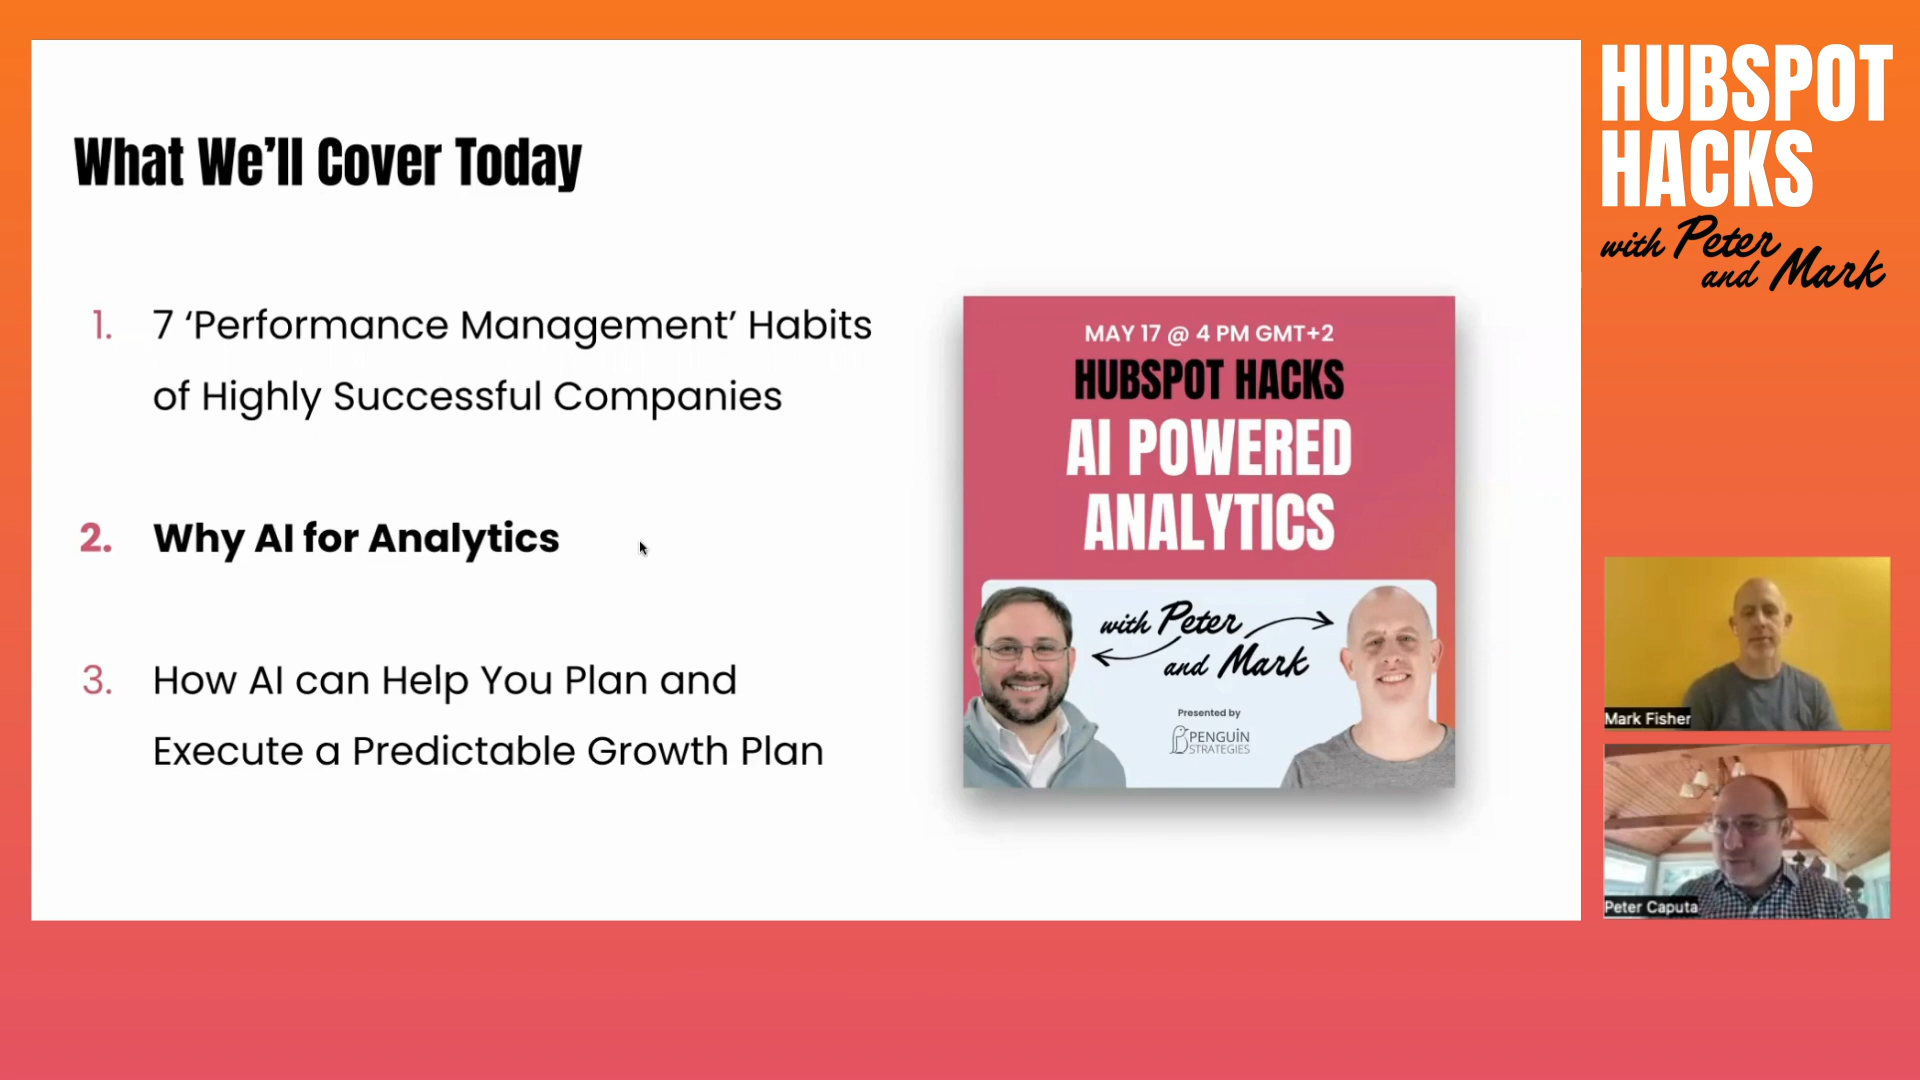 What We’ll Cover Today
1. 7 ‘Performance Management’ Habits
of Highly Successful Companies
2. Why AI for Analytics
3. How AI can Help You Plan and
Execute a Predictable Growth Plan
MAY 17 @ 4 PM GMT+2
HUBSPOT HACKS
AI POWERED
ANALYTICS
with Peter
and Mark
Presented by
PENGUIN
STRATEGIES
HUBSPOT
HACKS
with Peter
and Mark
Mark Fisher
Peter Caputa